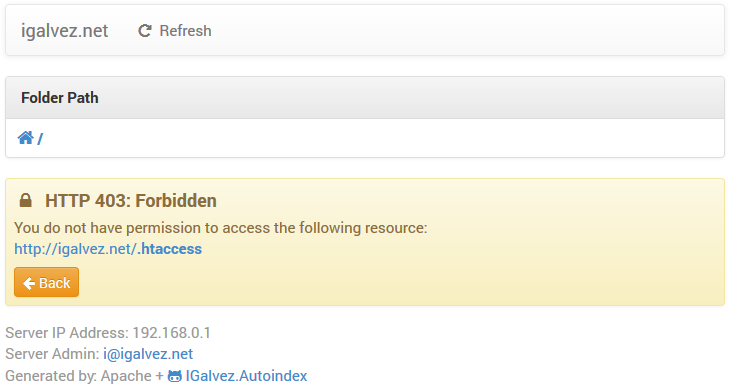 igalvez.net Refresh
Folder Path
/
HTTP 403: Forbidden
You do not have permission to access the following resource:
http://igalvez.net/.htaccess
Back
Server IP Address: 192.168.0.1
Server Admin: i@igalvez.net
Generated by: Apache + IGalvez.Autoindex